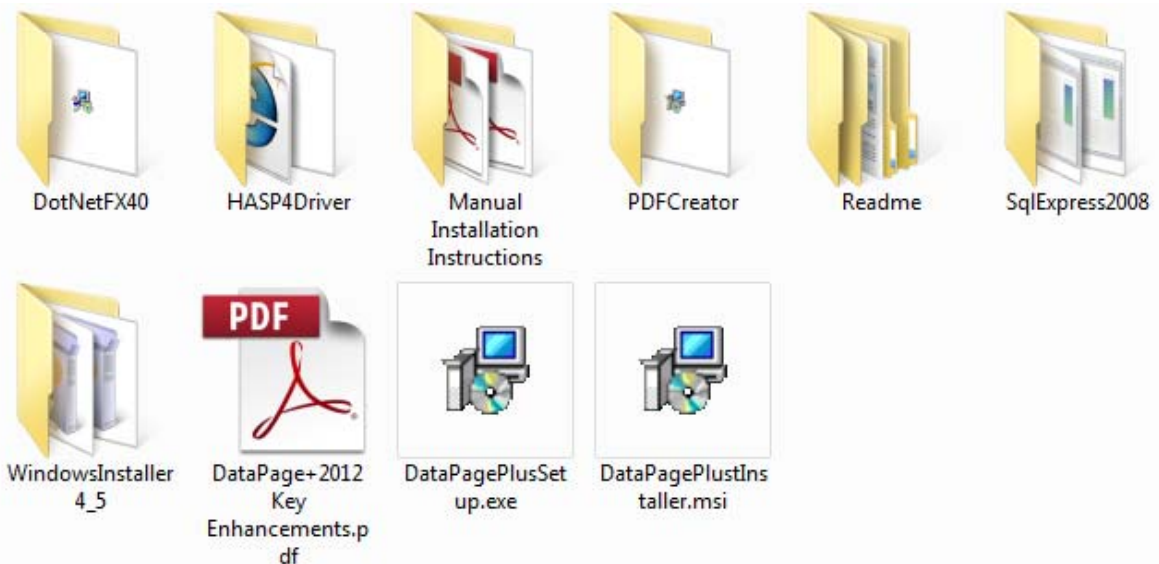 DotNetFX40
HASP4Driver
Manual
Installation
Instructions
PDFCreator
Readme
SqlExpress2008
WindowsInstaller
4_5
PDF
DataPage+2012
Key
Enhancements.p
df
DataPagePlusSet
up.exe
DataPagePlustIns
taller.msi